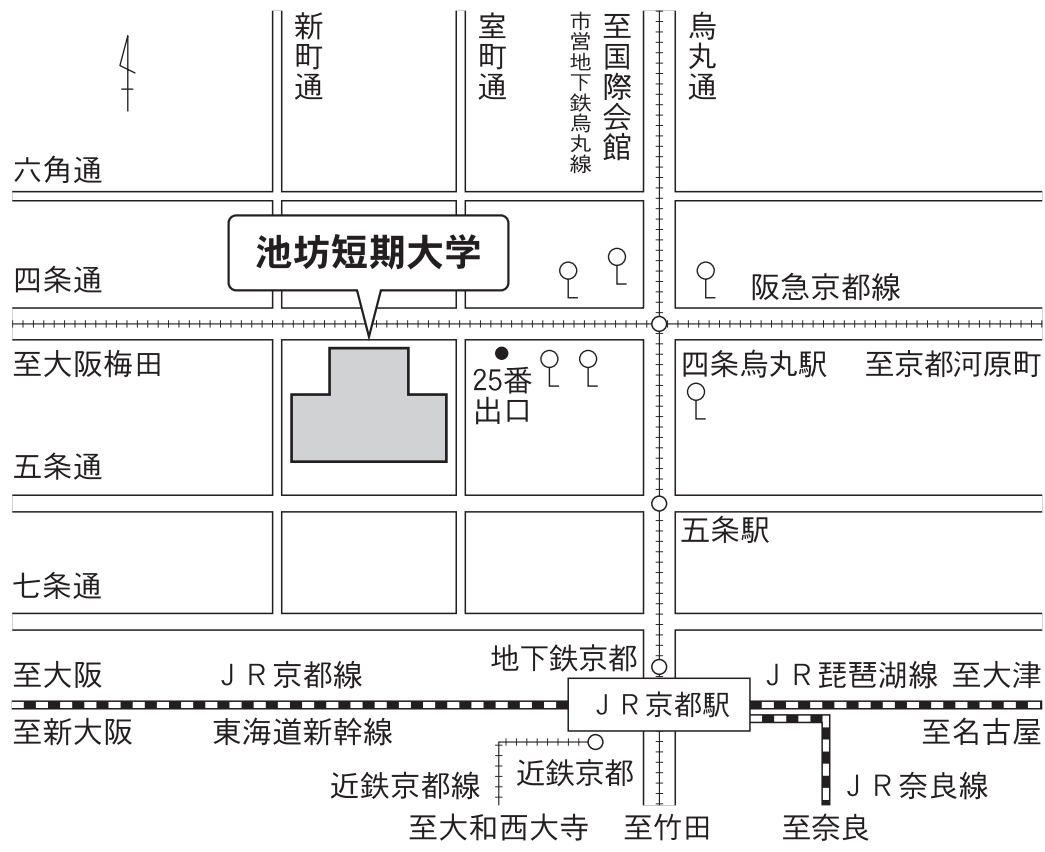 新町通
室町通
市営地下鉄烏丸線
至国際会館
烏丸通
六角通
池坊短期大学
四条通
阪急京都線
至大阪梅田
25番
出口
四条烏丸駅
至京都河原町
五条通
五条駅
七条通
地下鉄京都
至大阪
ＪＲ京都線
ＪＲ琵琶湖線
至大津
ＪＲ京都駅
至新大阪
東海道新幹線
至名古屋
近鉄京都線
近鉄京都
ＪＲ奈良線
至大和西大寺
至竹田
至奈良